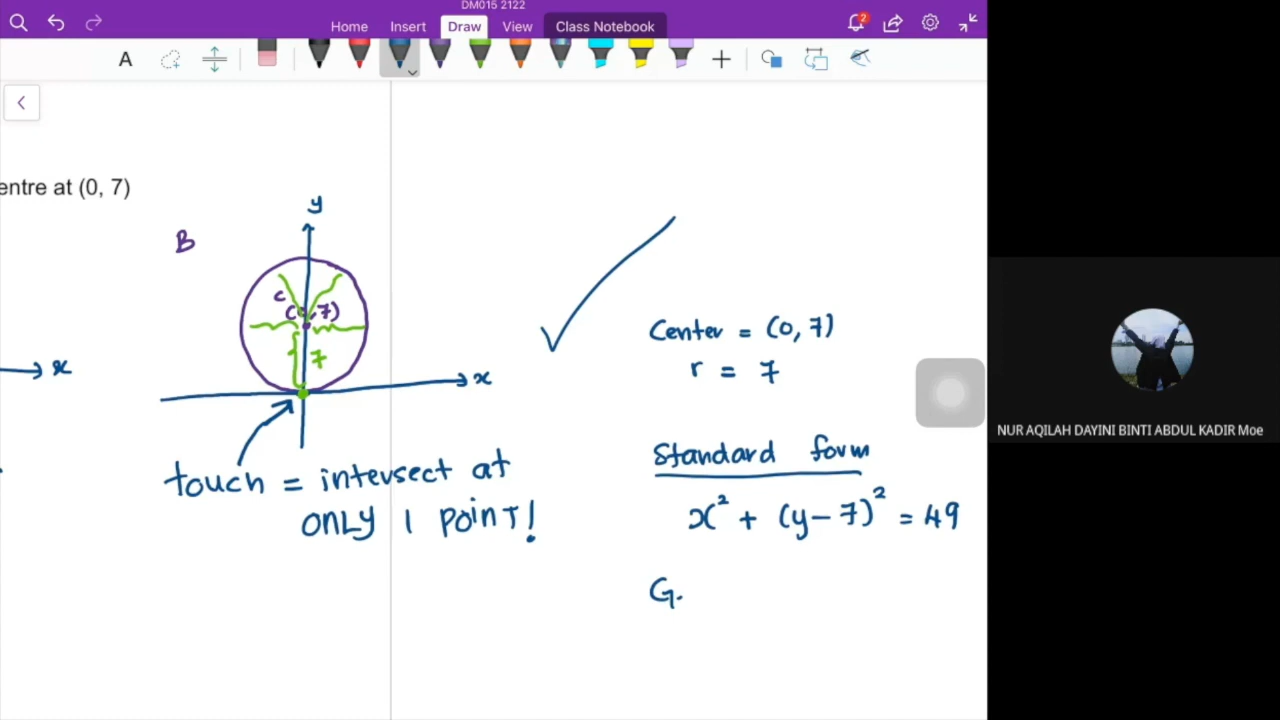 DM015 2122
Home Insert Draw View Class Notebook
2
A
entre at (0, 7)
y
B
C
(0, 7)
7
x
x
touch = intersect at
ONLY 1 POINT!
Center = (0, 7)
r = 7
Standard form
x² + (y - 7)² = 49
G.
NUR AQILAH DAYINI BINTI ABDUL KADIR Moe